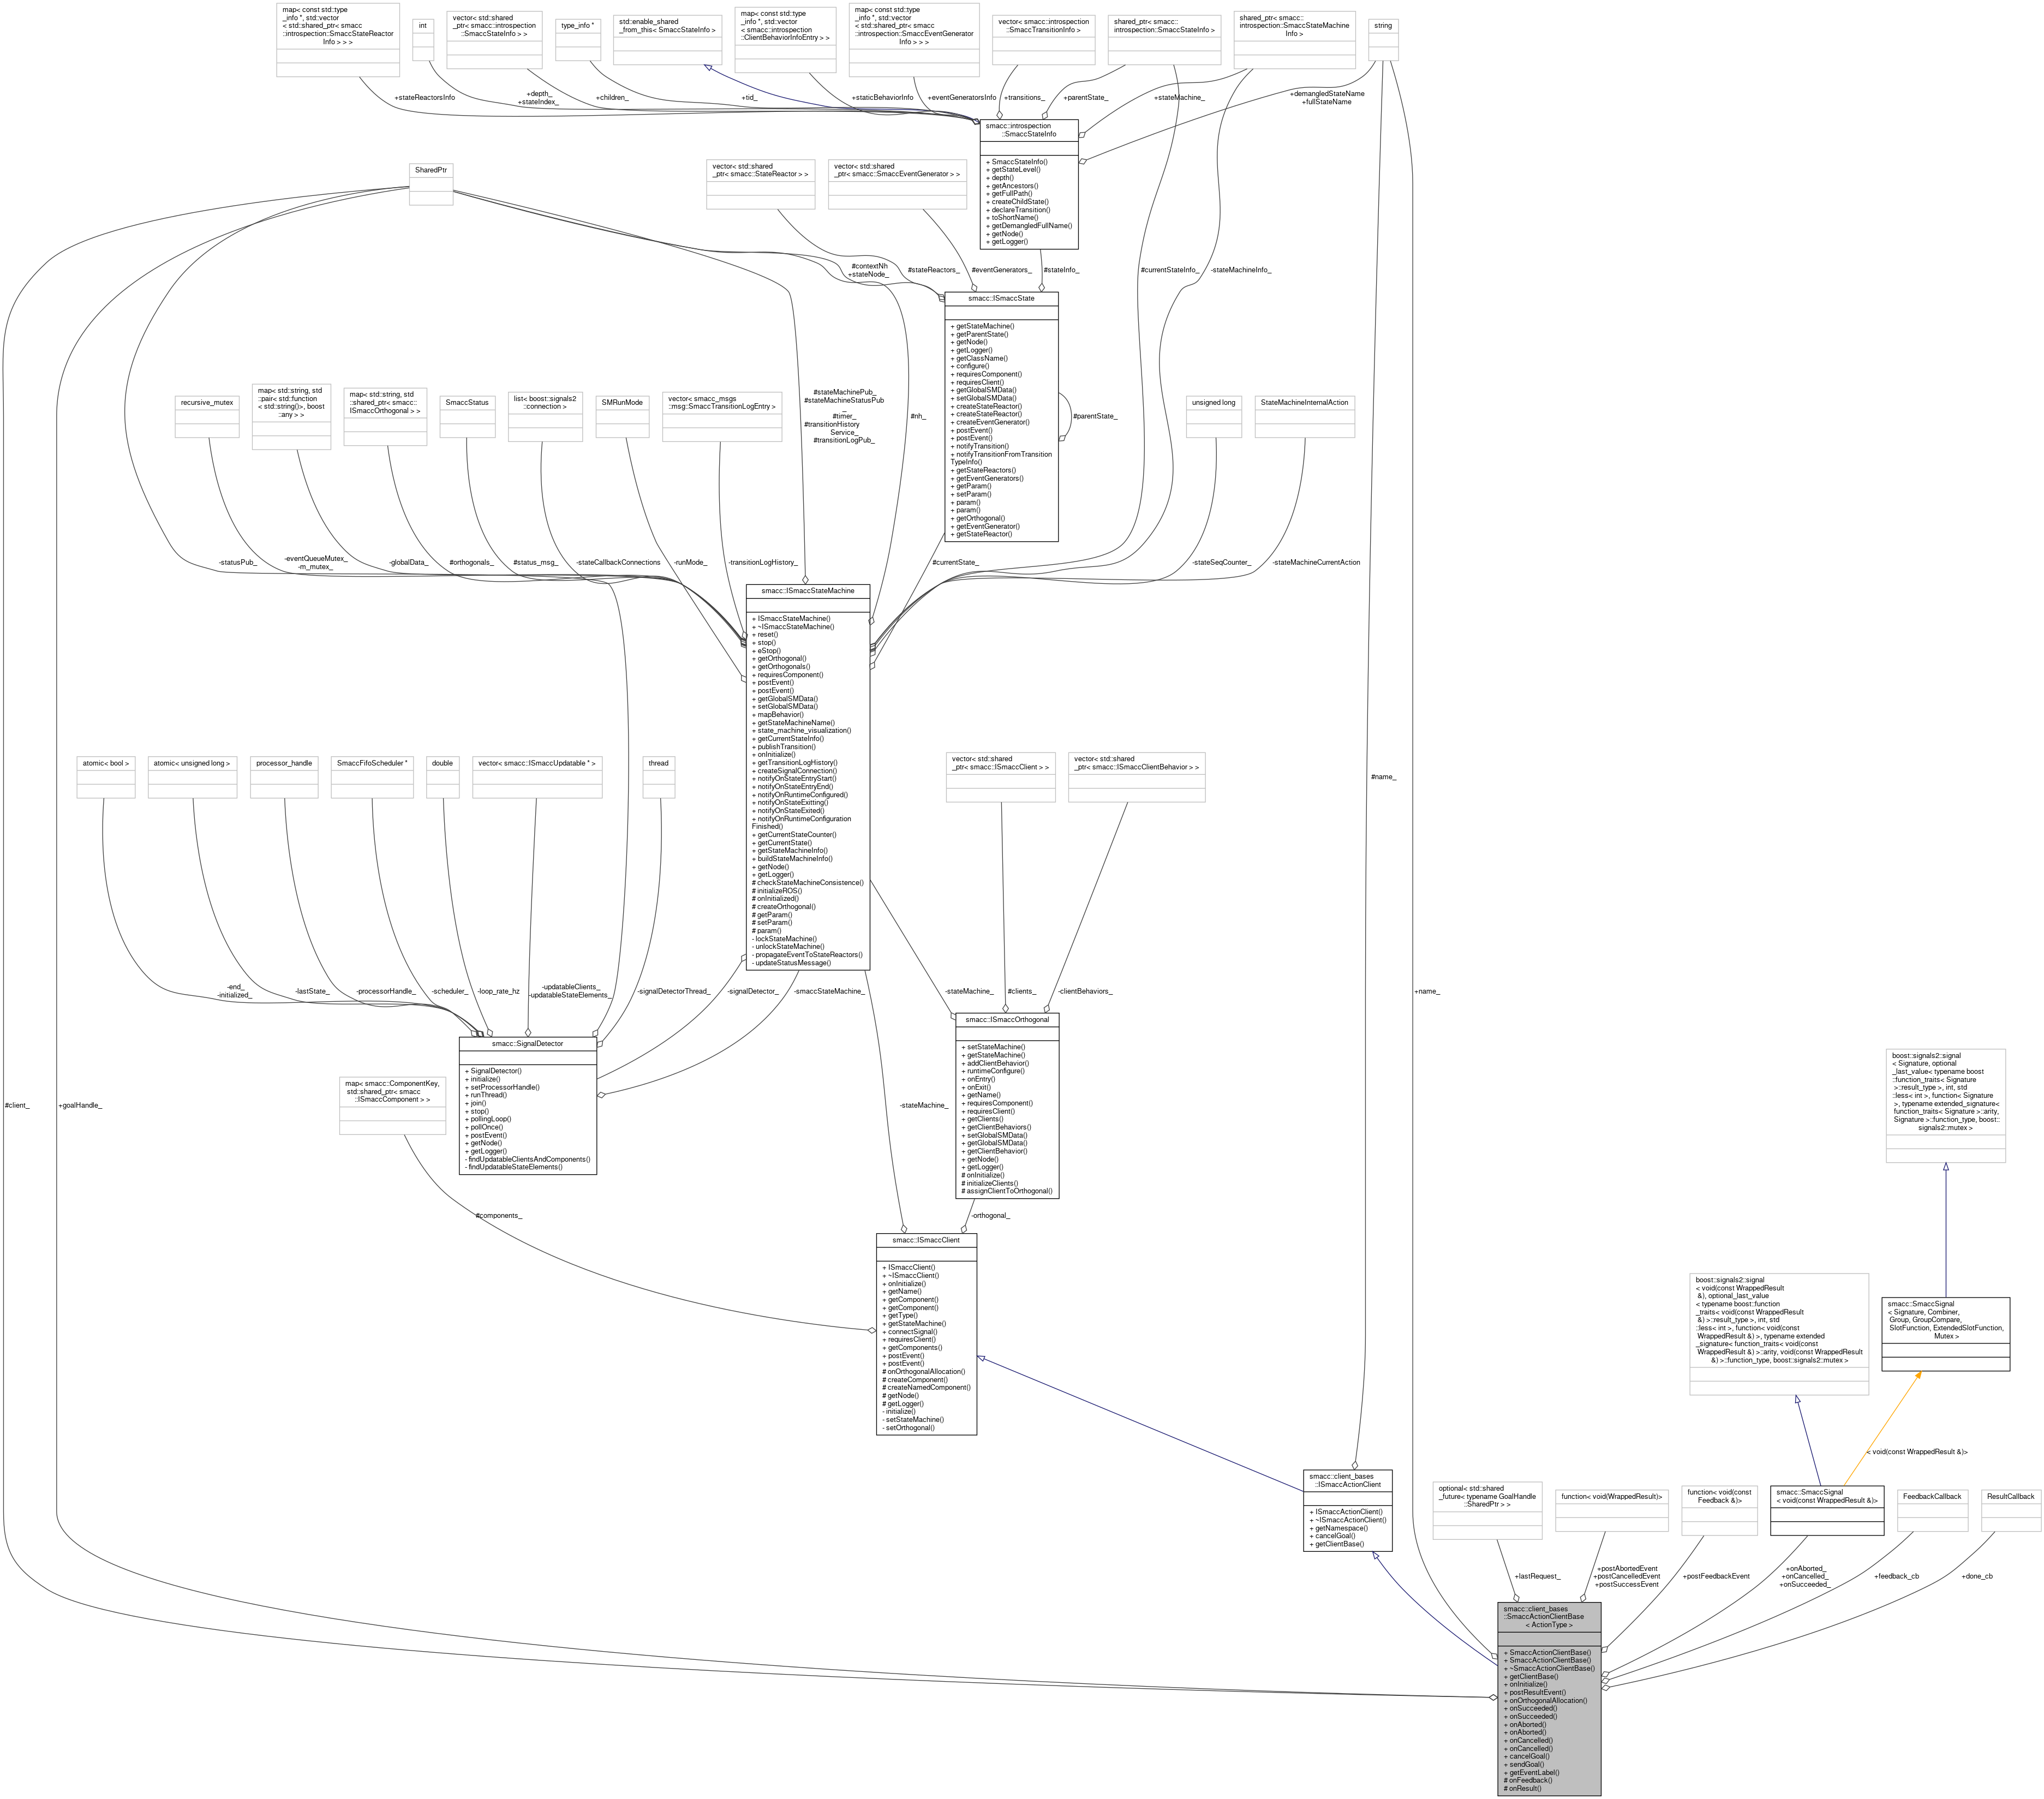 map< const std::type
_info *, std::vector
< std::shared_ptr< smacc
::introspection::SmaccStateReactor
Info > > >
int
vector< std::shared
_ptr< smacc::introspection
::SmaccStateInfo > >
type_info *
std::enable_shared
_from_this< SmaccStateInfo >
map< const std::type
_info *, std::vector
< smacc::introspection
::ClientBehaviorInfoEntry > >
map< const std::type
_info *, std::vector
< std::shared_ptr< smacc
::introspection::SmaccEventGenerator
Info > > >
vector< smacc::introspection
::SmaccTransitionInfo >
shared_ptr< smacc::
introspection::SmaccStateInfo >
shared_ptr< smacc::
introspection::SmaccStateMachine
Info >
string
+stateReactorsInfo
+depth_
+stateIndex_
+children_
+tid_
+staticBehaviorInfo
+eventGeneratorsInfo
+transitions_
+parentState_
+stateMachine_
+demangledStateName
+fullStateName
smacc::introspection
::SmaccStateInfo
+ SmaccStateInfo()
+ getStateLevel()
+ depth()
+ getAncestors()
+ getFullPath()
+ createChildState()
+ declareTransition()
+ toShortName()
+ getDemangledFullName()
+ getNode()
+ getLogger()
SharedPtr
vector< std::shared
_ptr< smacc::StateReactor > >
vector< std::shared
_ptr< smacc::SmaccEventGenerator > >
#contextNh
+stateNode_
#stateReactors_
#eventGenerators_
#stateInfo_
#currentStateInfo_
-stateMachineInfo_
smacc::ISmaccState
+ getStateMachine()
+ getParentState()
+ getNode()
+ getLogger()
+ getClassName()
+ configure()
+ requiresComponent()
+ requiresClient()
+ getGlobalSMData()
+ setGlobalSMData()
+ createStateReactor()
+ createStateReactor()
+ createEventGenerator()
+ postEvent()
+ postEvent()
+ notifyTransition()
+ notifyTransitionFromTransition
TypeInfo()
+ getStateReactors()
+ getEventGenerators()
+ getParam()
+ setParam()
+ param()
+ param()
+ getOrthogonal()
+ getEventGenerator()
+ getStateReactor()
#parentState_
recursive_mutex
map< std::string, std
::pair< std::function
< std::string()>, boost
::any > >
map< std::string, std
::shared_ptr< smacc::
ISmaccOrthogonal > >
SmaccStatus
list< boost::signals2
::connection >
SMRunMode
vector< smacc_msgs
::msg::SmaccTransitionLogEntry >
#stateMachinePub_
#stateMachineStatusPub
_
#timer_
#transitionHistory
Service_
#transitionLogPub_
#nh_
unsigned long
StateMachineInternalAction
-statusPub_
-eventQueueMutex_
-m_mutex_
-globalData_
#orthogonals_
#status_msg_
-stateCallbackConnections
-runMode_
-transitionLogHistory_
#currentState_
-stateSeqCounter_
-stateMachineCurrentAction
smacc::ISmaccStateMachine
+ ISmaccStateMachine()
+ ~ISmaccStateMachine()
+ reset()
+ stop()
+ eStop()
+ getOrthogonal()
+ getOrthogonals()
+ requiresComponent()
+ postEvent()
+ postEvent()
+ getGlobalSMData()
+ setGlobalSMData()
+ mapBehavior()
+ getStateMachineName()
+ state_machine_visualization()
+ getCurrentStateInfo()
+ publishTransition()
+ onInitialize()
+ getTransitionLogHistory()
+ createSignalConnection()
+ notifyOnStateEntryStart()
+ notifyOnStateEntryEnd()
+ notifyOnRuntimeConfigured()
+ notifyOnStateExitting()
+ notifyOnStateExited()
+ notifyOnRuntimeConfiguration
Finished()
+ getCurrentStateCounter()
+ getCurrentState()
+ getStateMachineInfo()
+ buildStateMachineInfo()
+ getNode()
+ getLogger()
# checkStateMachineConsistence()
# initializeROS()
# onInitialized()
# createOrthogonal()
# getParam()
# setParam()
# param()
- lockStateMachine()
- unlockStateMachine()
- propagateEventToStateReactors()
- updateStatusMessage()
#name_
atomic< bool >
atomic< unsigned long >
processor_handle
SmaccFifoScheduler *
double
vector< smacc::ISmaccUpdatable * >
thread
vector< std::shared
_ptr< smacc::ISmaccClient > >
vector< std::shared
_ptr< smacc::ISmaccClientBehavior > >
-end_
-initialized_
-lastState_
-processorHandle_
-scheduler_
-loop_rate_hz
-updatableClients_
-updatableStateElements_
-signalDetectorThread_
-signalDetector_
-smaccStateMachine_
-stateMachine_
#clients_
-clientBehaviors_
+name_
smacc::SignalDetector
+ SignalDetector()
+ initialize()
+ setProcessorHandle()
+ runThread()
+ join()
+ stop()
+ pollingLoop()
+ pollOnce()
+ postEvent()
+ getNode()
+ getLogger()
- findUpdatableClientsAndComponents()
- findUpdatableStateElements()
smacc::ISmaccOrthogonal
+ setStateMachine()
+ getStateMachine()
+ addClientBehavior()
+ runtimeConfigure()
+ onEntry()
+ onExit()
+ getName()
+ requiresComponent()
+ requiresClient()
+ getClients()
+ getClientBehaviors()
+ setGlobalSMData()
+ getGlobalSMData()
+ getClientBehavior()
+ getNode()
+ getLogger()
# onInitialize()
# initializeClients()
# assignClientToOrthogonal()
map< smacc::ComponentKey,
std::shared_ptr< smacc
::ISmaccComponent > >
#client_
+goalHandle_
-stateMachine_
boost::signals2::signal
< Signature, optional
_last_value< typename boost
::function_traits< Signature
>::result_type >, int, std
::less< int >, function< Signature
>, typename extended_signature<
function_traits< Signature >::arity,
Signature >::function_type, boost::
signals2::mutex >
#components_
-orthogonal_
smacc::ISmaccClient
+ ISmaccClient()
+ ~ISmaccClient()
+ onInitialize()
+ getName()
+ getComponent()
+ getComponent()
+ getType()
+ getStateMachine()
+ connectSignal()
+ requiresClient()
+ getComponents()
+ postEvent()
+ postEvent()
# onOrthogonalAllocation()
# createComponent()
# createNamedComponent()
# getNode()
# getLogger()
- initialize()
- setStateMachine()
- setOrthogonal()
boost::signals2::signal
< void(const WrappedResult
&), optional_last_value
< typename boost::function
_traits< void(const WrappedResult
&) >::result_type >, int, std
::less< int >, function< void(const
WrappedResult &) >, typename extended
_signature< function_traits< void(const
WrappedResult &) >::arity, void(const WrappedResult
&) >::function_type, boost::signals2::mutex >
smacc::SmaccSignal
< Signature, Combiner,
Group, GroupCompare,
SlotFunction, ExtendedSlotFunction,
Mutex >
< void(const WrappedResult &)>
smacc::client_bases
::ISmaccActionClient
+ ISmaccActionClient()
+ ~ISmaccActionClient()
+ getNamespace()
+ cancelGoal()
+ getClientBase()
optional< std::shared
_future< typename GoalHandle
::SharedPtr > >
function< void(WrappedResult)>
function< void(const
Feedback &)>
smacc::SmaccSignal
< void(const WrappedResult &)>
FeedbackCallback
ResultCallback
+lastRequest_
+postAbortedEvent
+postCancelledEvent
+postSuccessEvent
+postFeedbackEvent
+onAborted_
+onCancelled_
+onSucceeded_
+feedback_cb
+done_cb
smacc::client_bases
::SmaccActionClientBase
< ActionType >
+ SmaccActionClientBase()
+ SmaccActionClientBase()
+ ~SmaccActionClientBase()
+ getClientBase()
+ onInitialize()
+ postResultEvent()
+ onOrthogonalAllocation()
+ onSucceeded()
+ onSucceeded()
+ onAborted()
+ onAborted()
+ onCancelled()
+ onCancelled()
+ cancelGoal()
+ sendGoal()
+ getEventLabel()
# onFeedback()
# onResult()